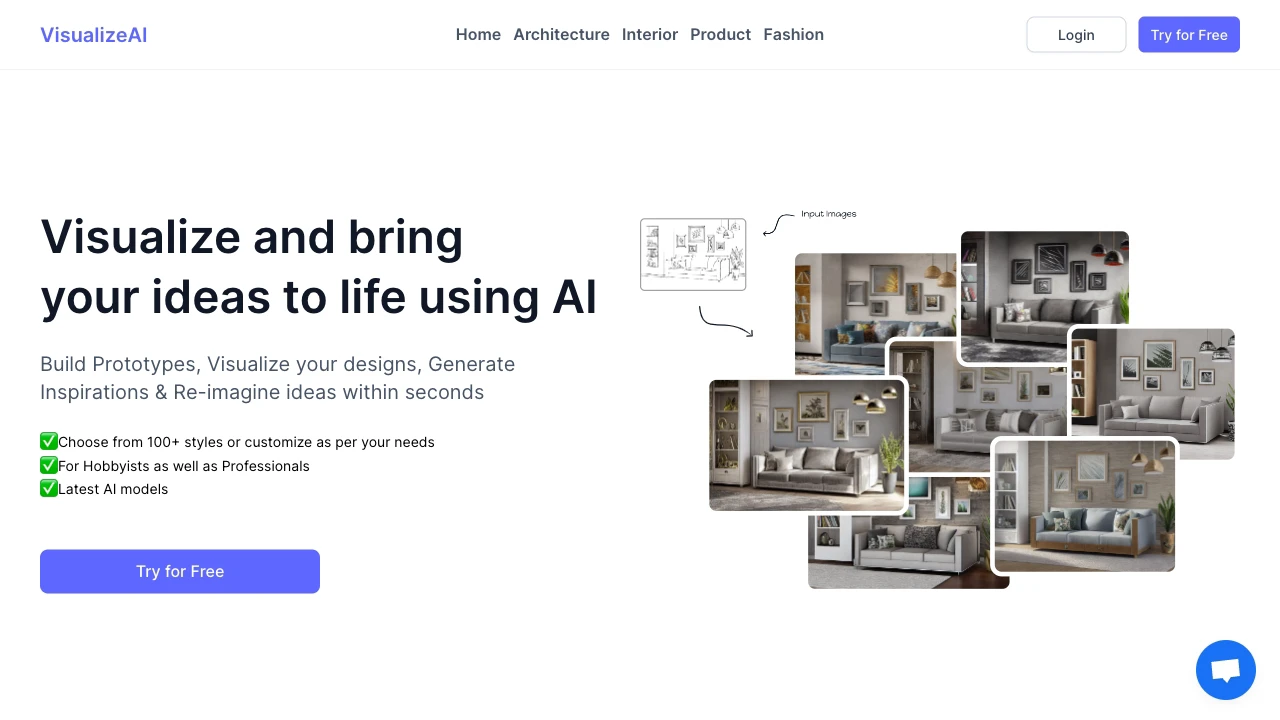 VisualizeAI
Home Architecture Interior Product Fashion
Login
Try for Free
Visualize and bring
your ideas to life using AI
Build Prototypes, Visualize your designs, Generate
Inspirations & Re-imagine ideas within seconds
✅Choose from 100+ styles or customize as per your needs
✅For Hobbyists as well as Professionals
✅Latest AI models
Try for Free
Input Images